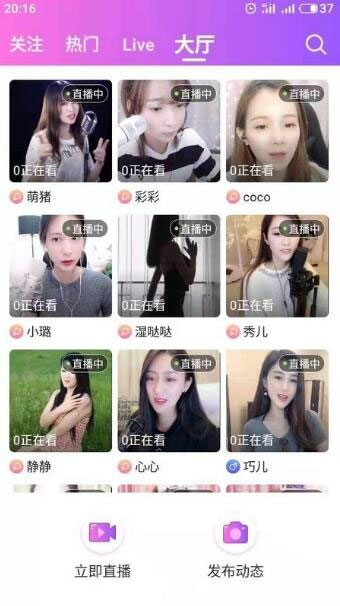 20:16
37
关注 热门 Live 大厅
直播中 直播中 直播中
0正在看 0正在看 0正在看
萌猪 彩彩 coco
直播中 直播中 直播中
0正在看 0正在看 0正在看
小璐 湿哒哒 秀儿
直播中 直播中 直播中
0正在看 0正在看 0正在看
静静 心心 巧儿
立即直播 发布动态